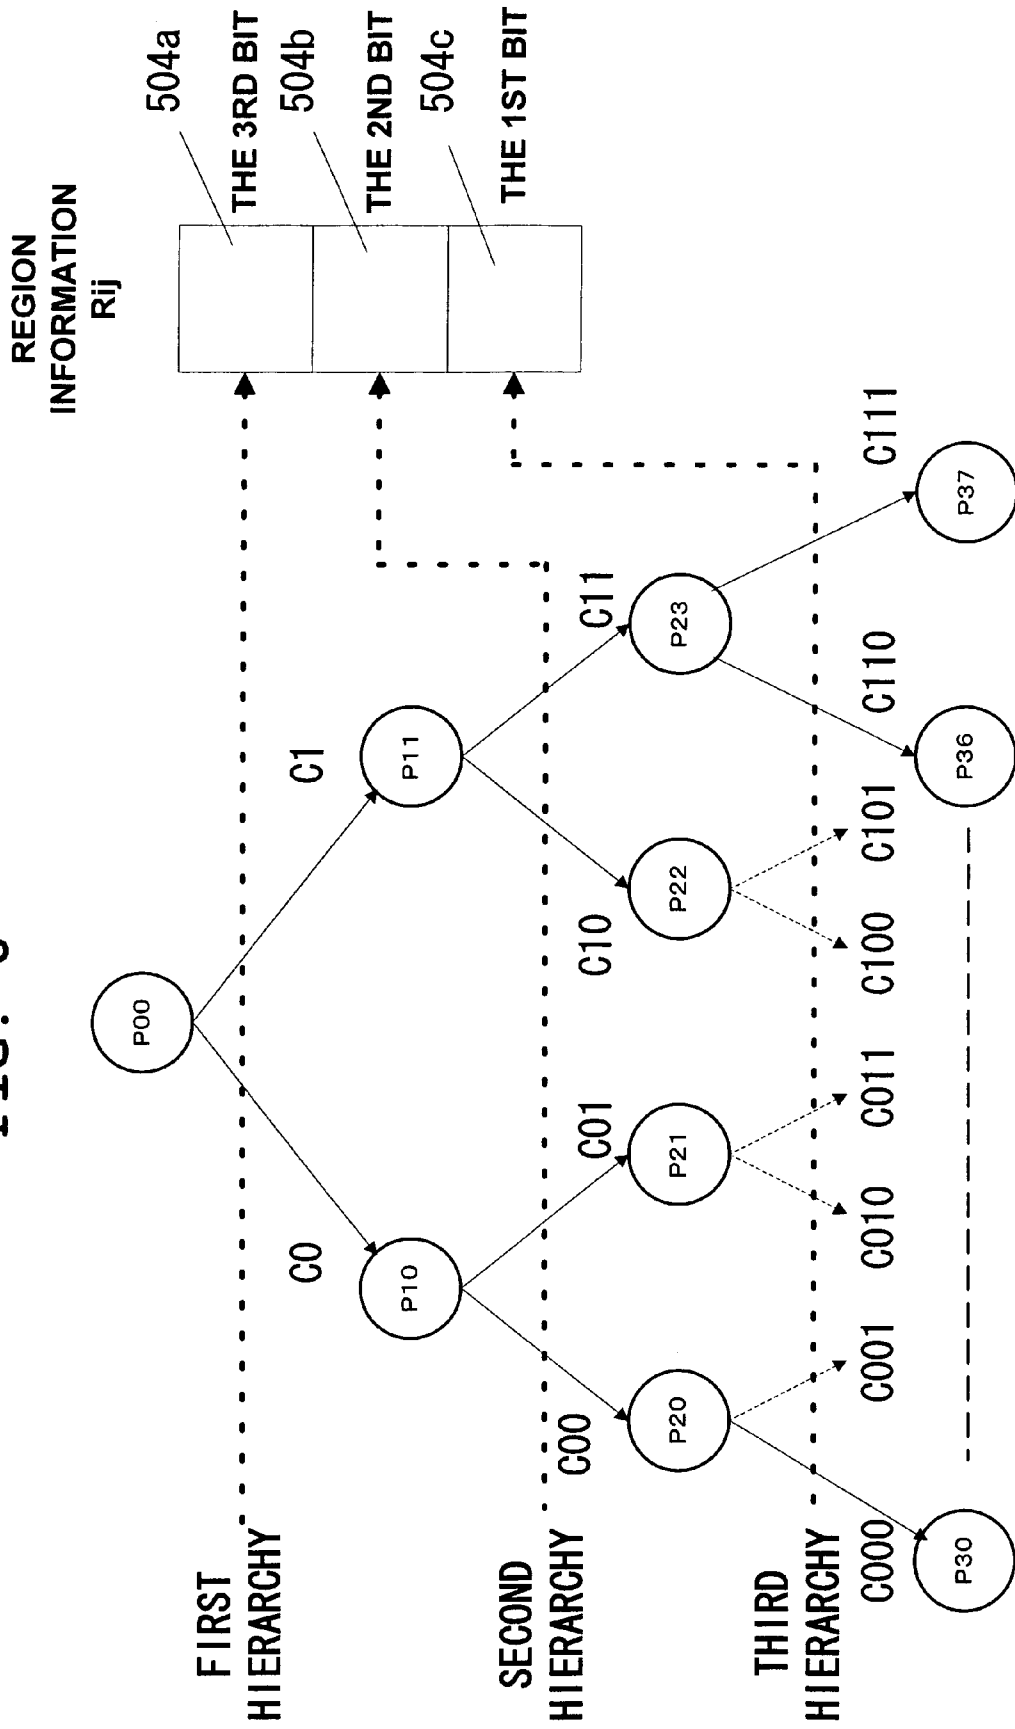 REGION
INFORMATION
Rij
504a
THE 3RD BIT
504b
THE 2ND BIT
504c
THE 1ST BIT
FIRST
HIERARCHY
P00
C0
C1
P10
P11
SECOND
HIERARCHY
C00
C01
C10
C11
P20
P21
P22
P23
THIRD
HIERARCHY
C000
C001
C010
C011
C100
C101
C110
C111
P30
P36
P37